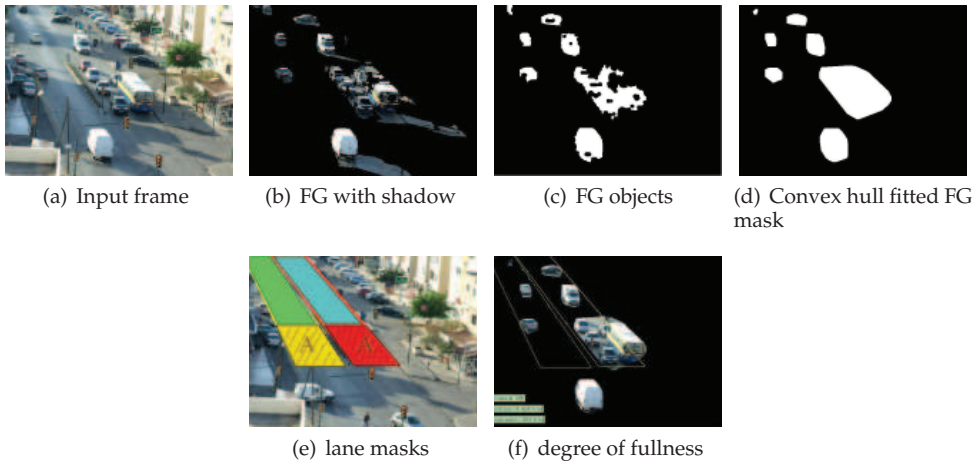 (a) Input frame
(b) FG with shadow
(c) FG objects
(d) Convex hull fitted FG
mask
A
A
(e) lane masks
(f) degree of fullness